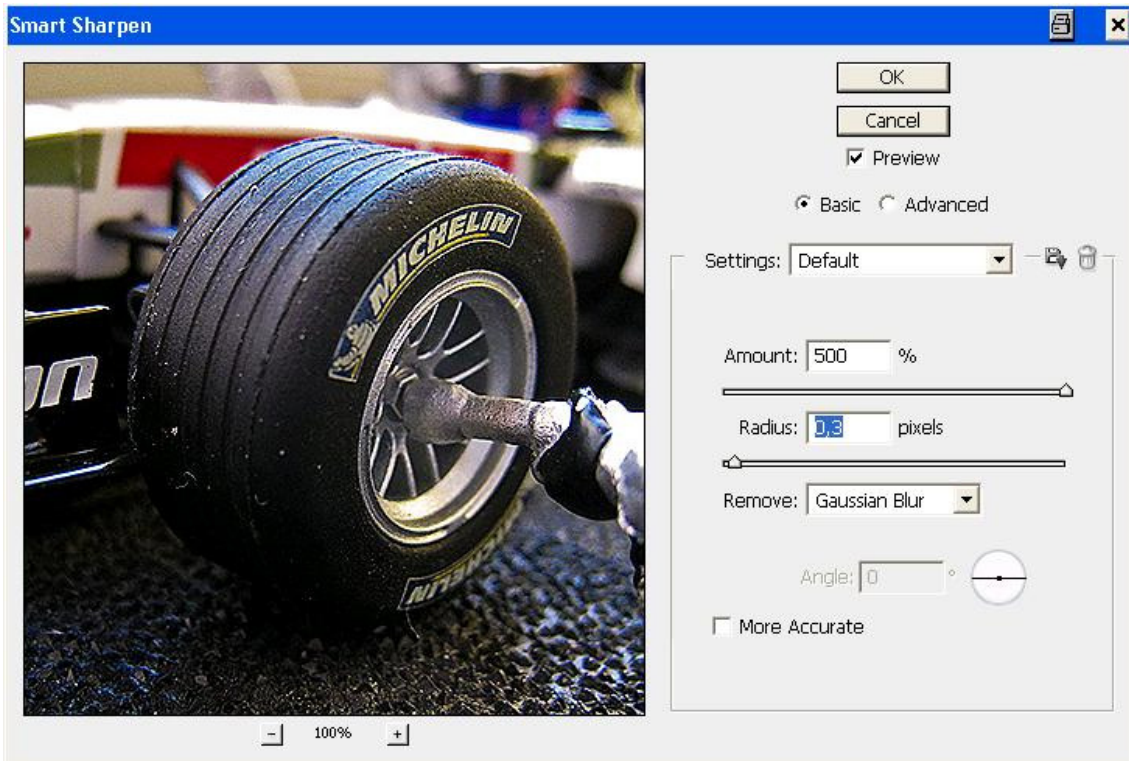 Smart Sharpen
OK
Cancel
Preview
Basic Advanced
Settings: Default
Amount: 500 %
Radius: 0,3 pixels
Remove: Gaussian Blur
Angle: 0 °
More Accurate
MICHELIN
on
MICHELIN
- 100% +